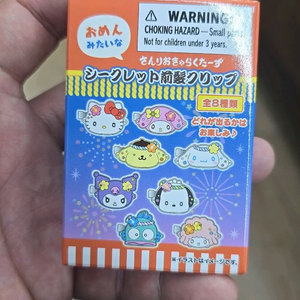 おめん
みたいな
WARNING:
CHOKING HAZARD— Small parts.
Not for children under 3 years.
さんりおきゃらくたーず
シークレット前髪クリップ
全8種類
どれが出るかは
お楽しみ♪
※イラストはイメージです。